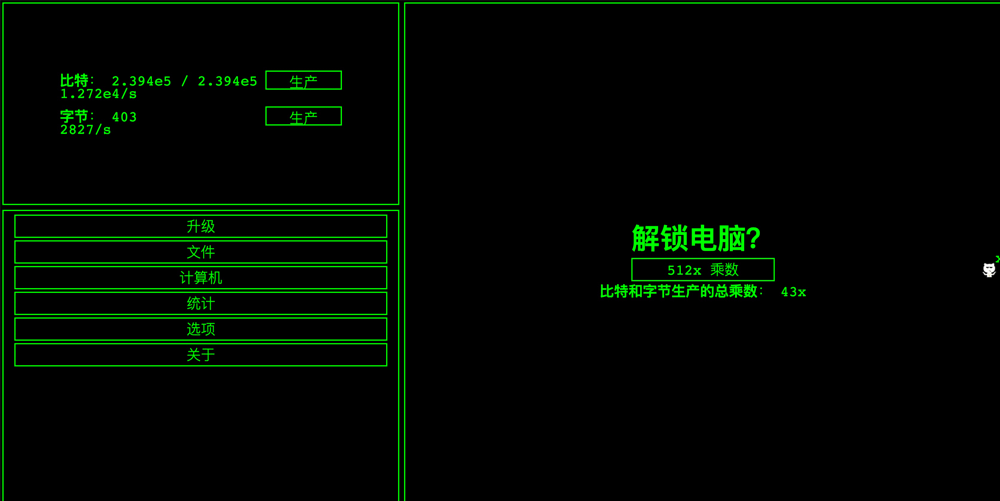 比特: 2.394e5 / 2.394e5 生产
1.272e4/s
字节: 403 生产
2827/s
升级
文件
计算机
统计
选项
关于
解锁电脑?
512x 乘数
比特和字节生产的总乘数: 43x